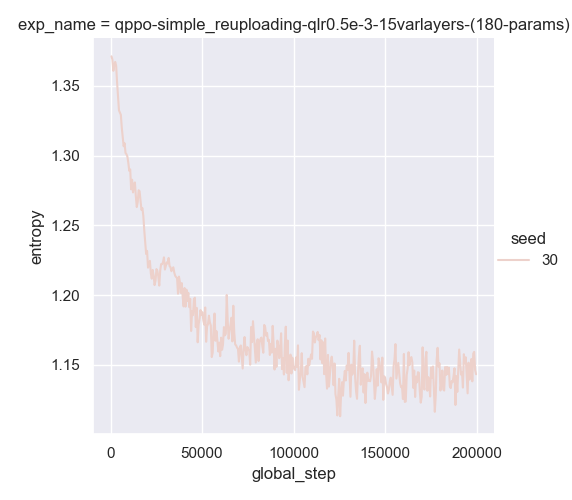 exp_name = qppo-simple_reuploading-qlr0.5e-3-15varlayers-(180-params)
1.35
1.30
1.25
1.20
1.15
entropy
0
50000
100000
150000
200000
global_step
seed
30